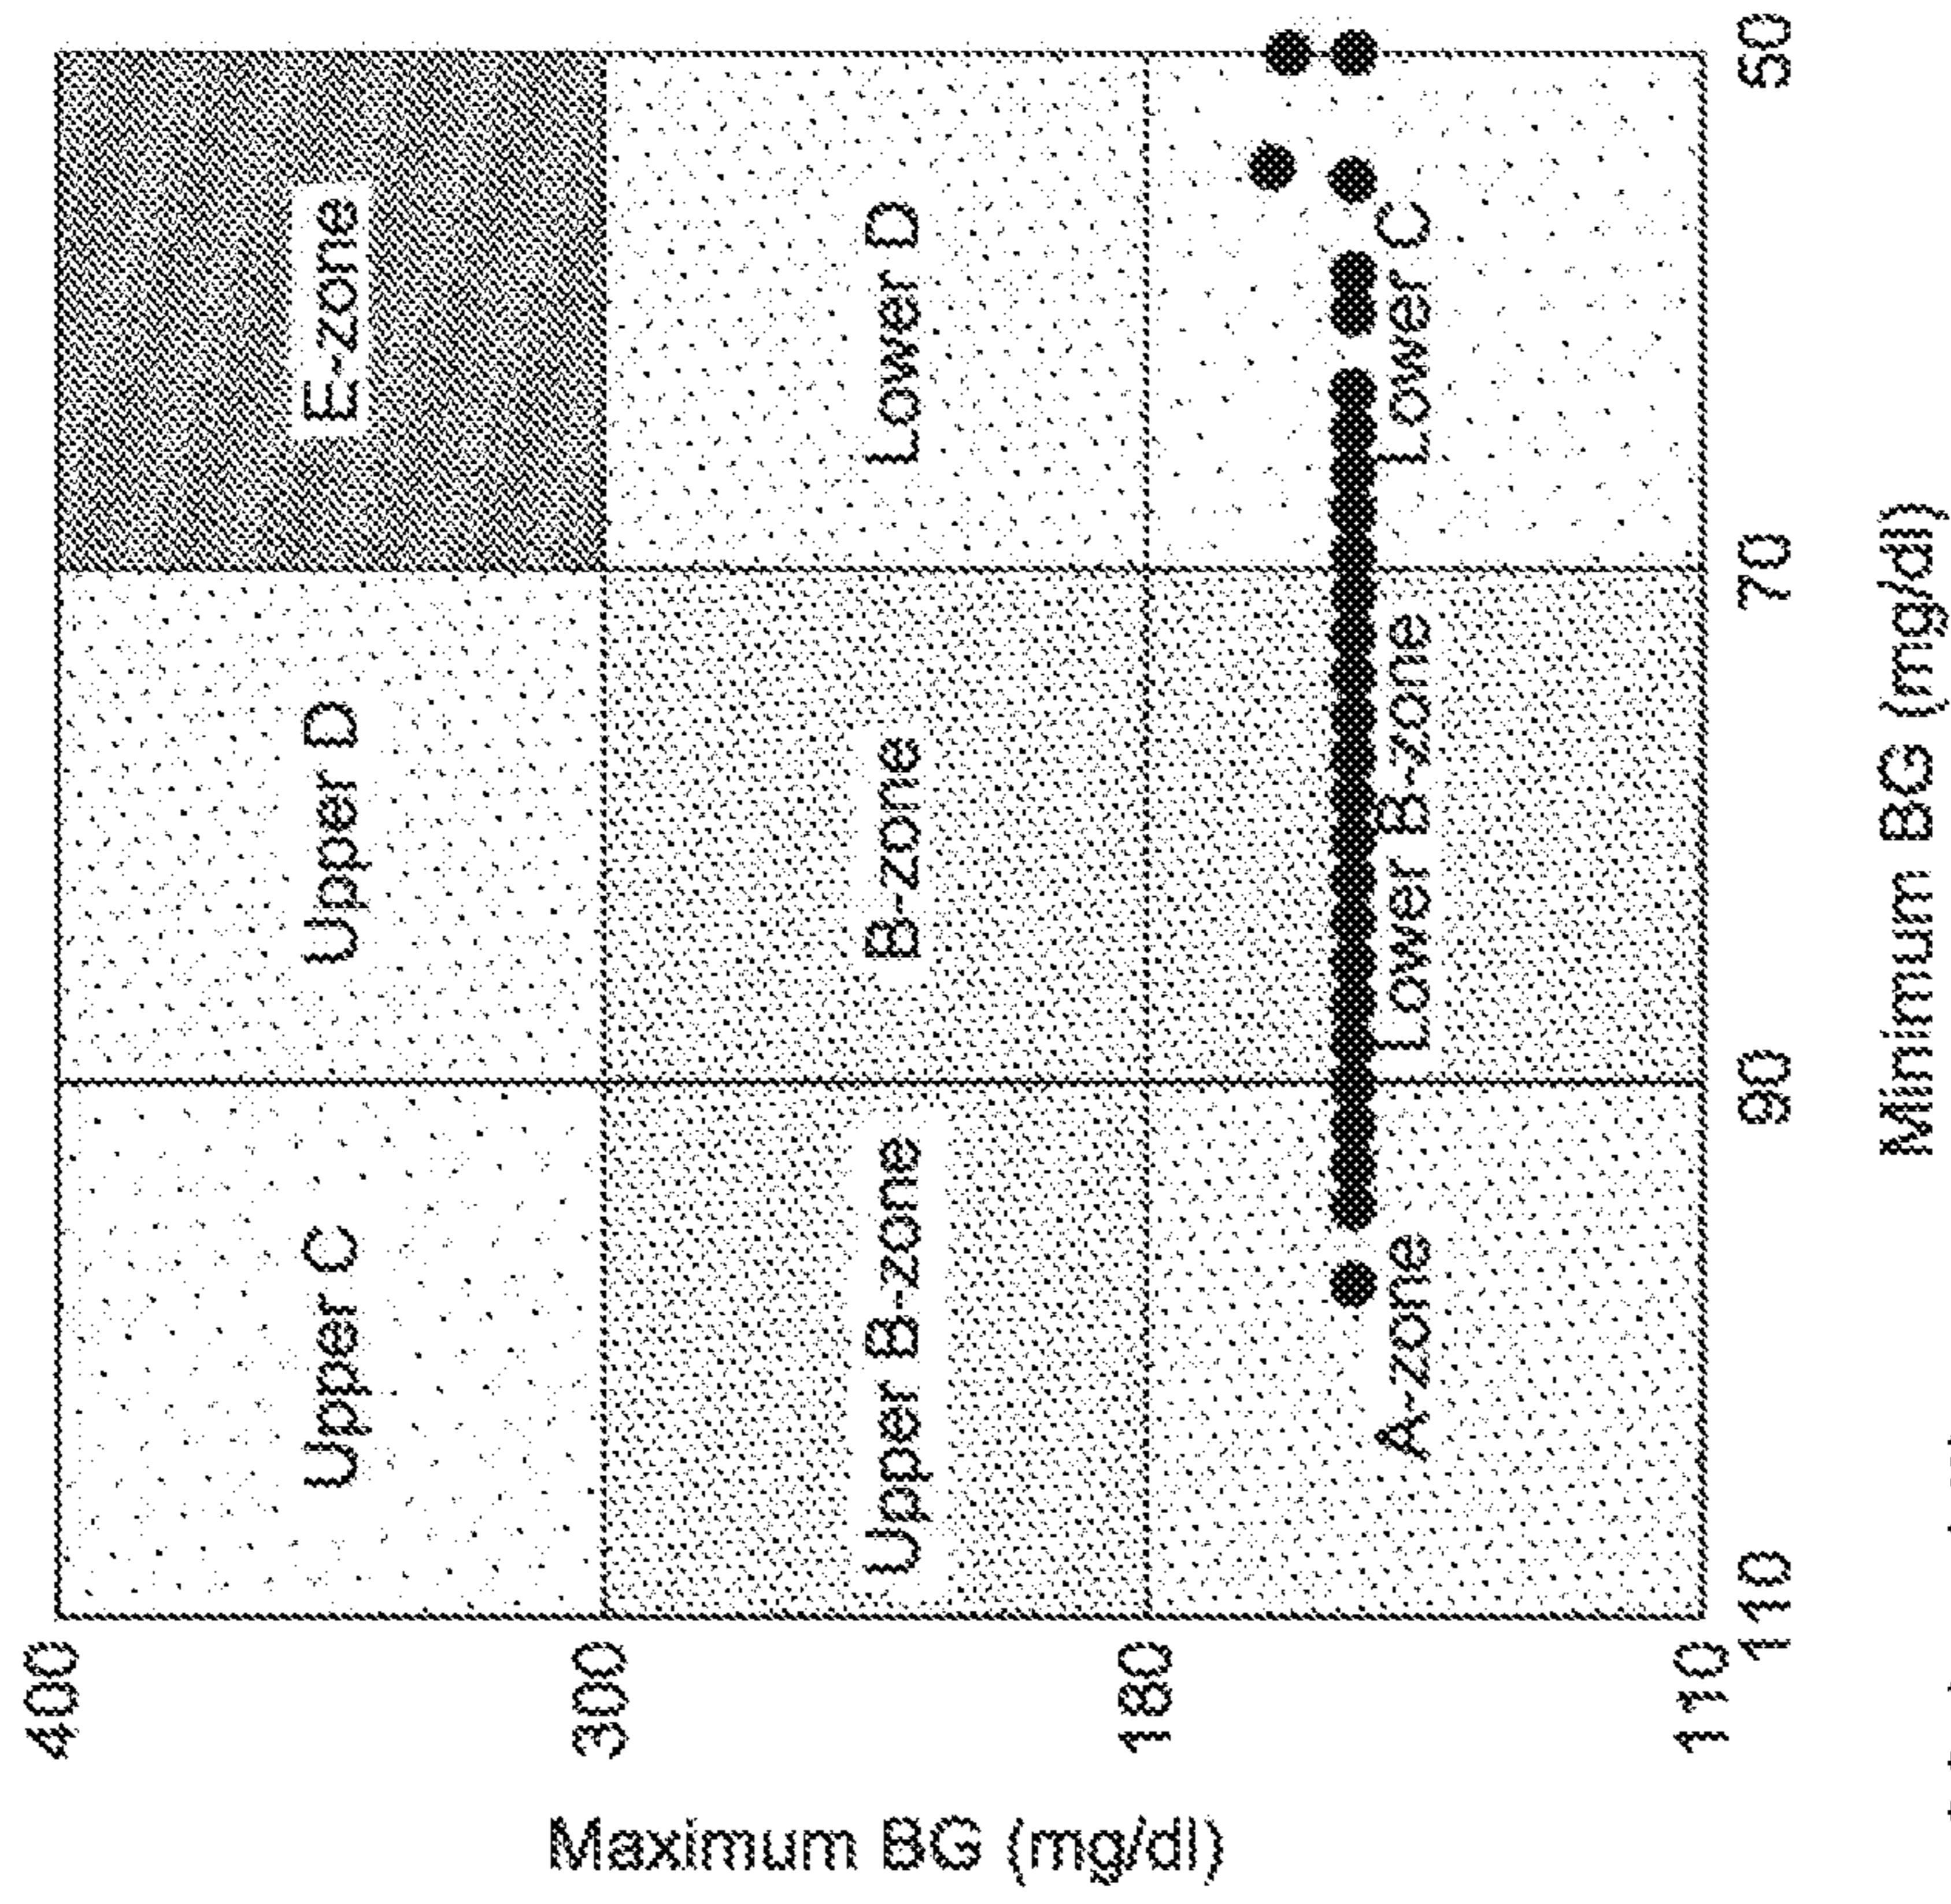 Maximum BG (mg/dl)
400
300
180
110
Upper C
Upper D
E-zone
Upper B-zone
B-zone
Lower D
A-zone
Lower B-zone
Lower C
110
90
70
50
Minimum BG (mg/dl)